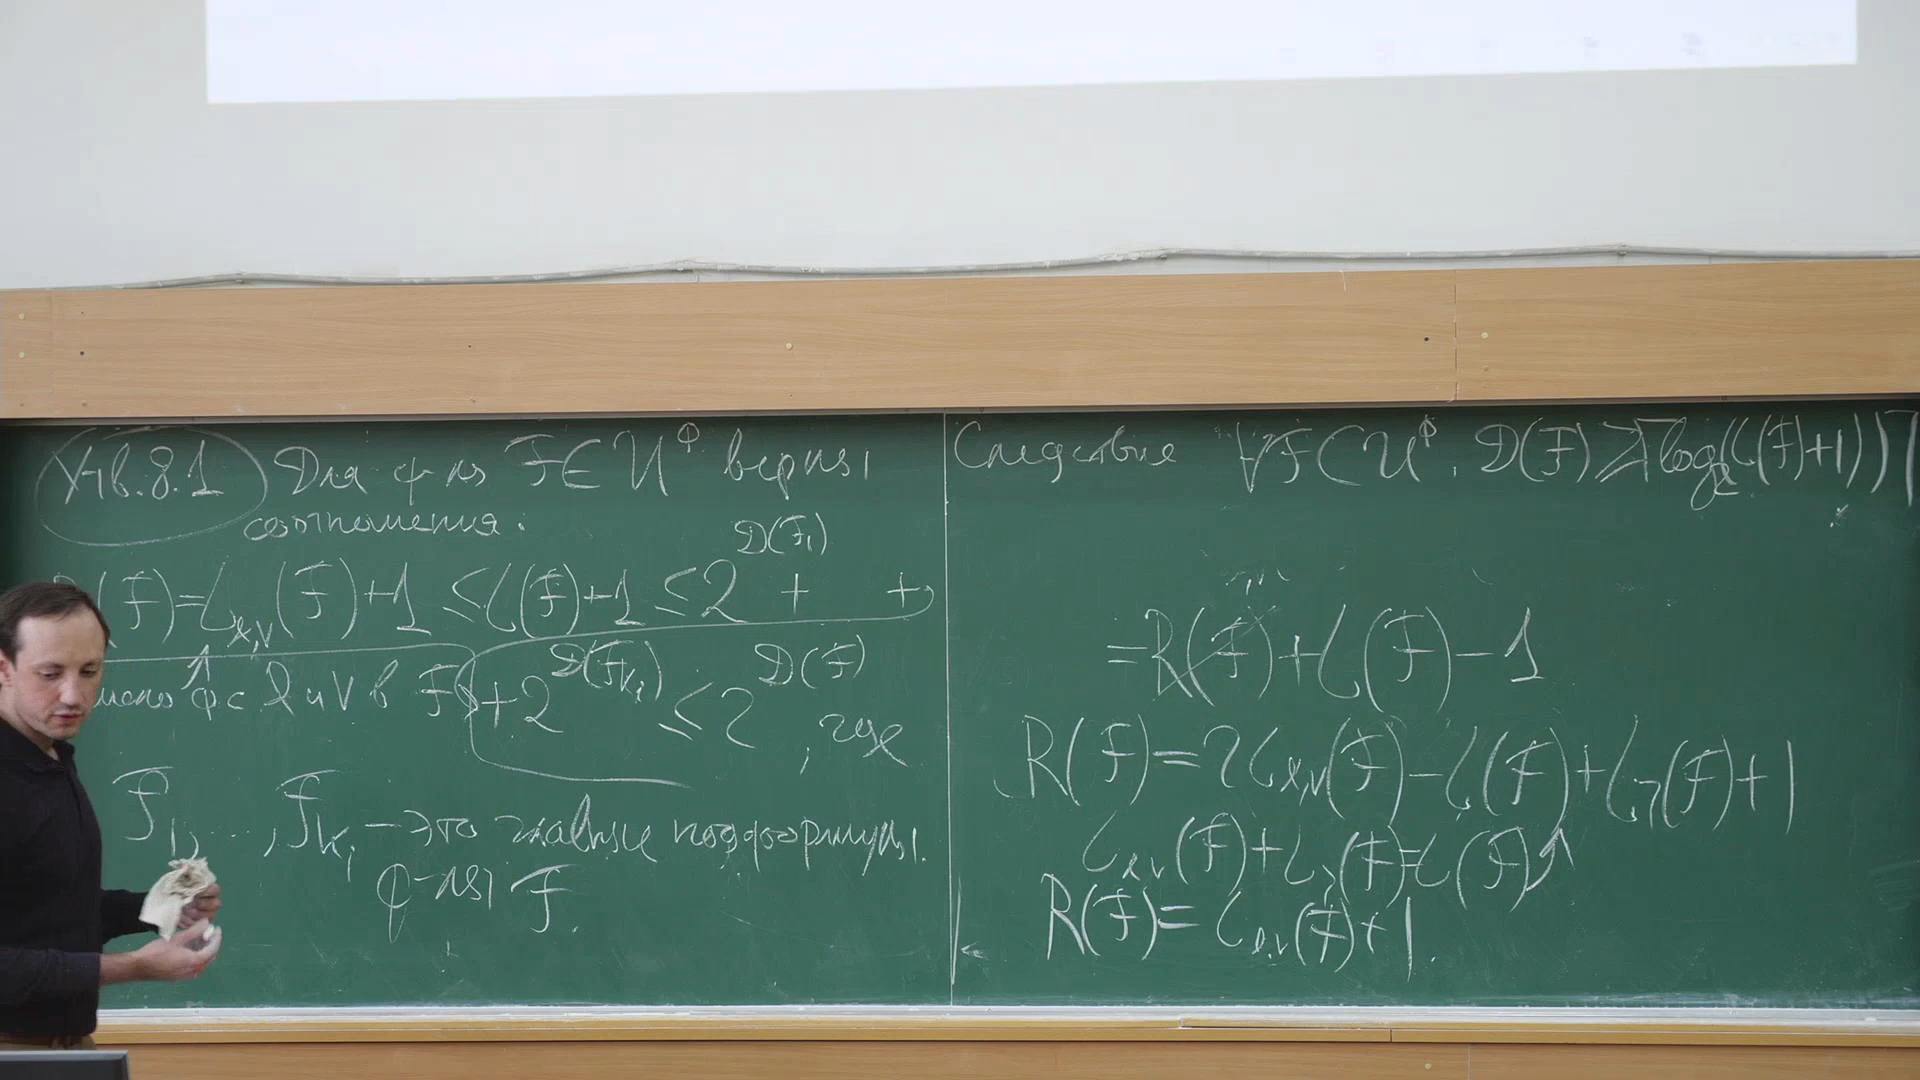 Утв. 8.1 Для ф-лы F ∈ U^Φ верны
соотношения:
R(F) = L_{&,V}(F) + 1 ≤ L(F) + 1 ≤ 2^{D(F_1)} + +
+ 2^{D(F_{k_i})} ≤ 2^{D(F)}, где
ф с & и V в F
F_1, ..., F_{k_i} – это главные подформулы
ф-лы F.
Следствие ∀F ⊂ U^Φ, D(F) ≥ ⌈log_2(L(F)+1)⌉
= R(F) + L(F) – 1
R(F) = 2L_{&,V}(F) – L(F) + L_¬(F) + 1
L_{&,V}(F) + L_¬(F) = L(F)
R(F) = L_{&,V}(F) + 1.